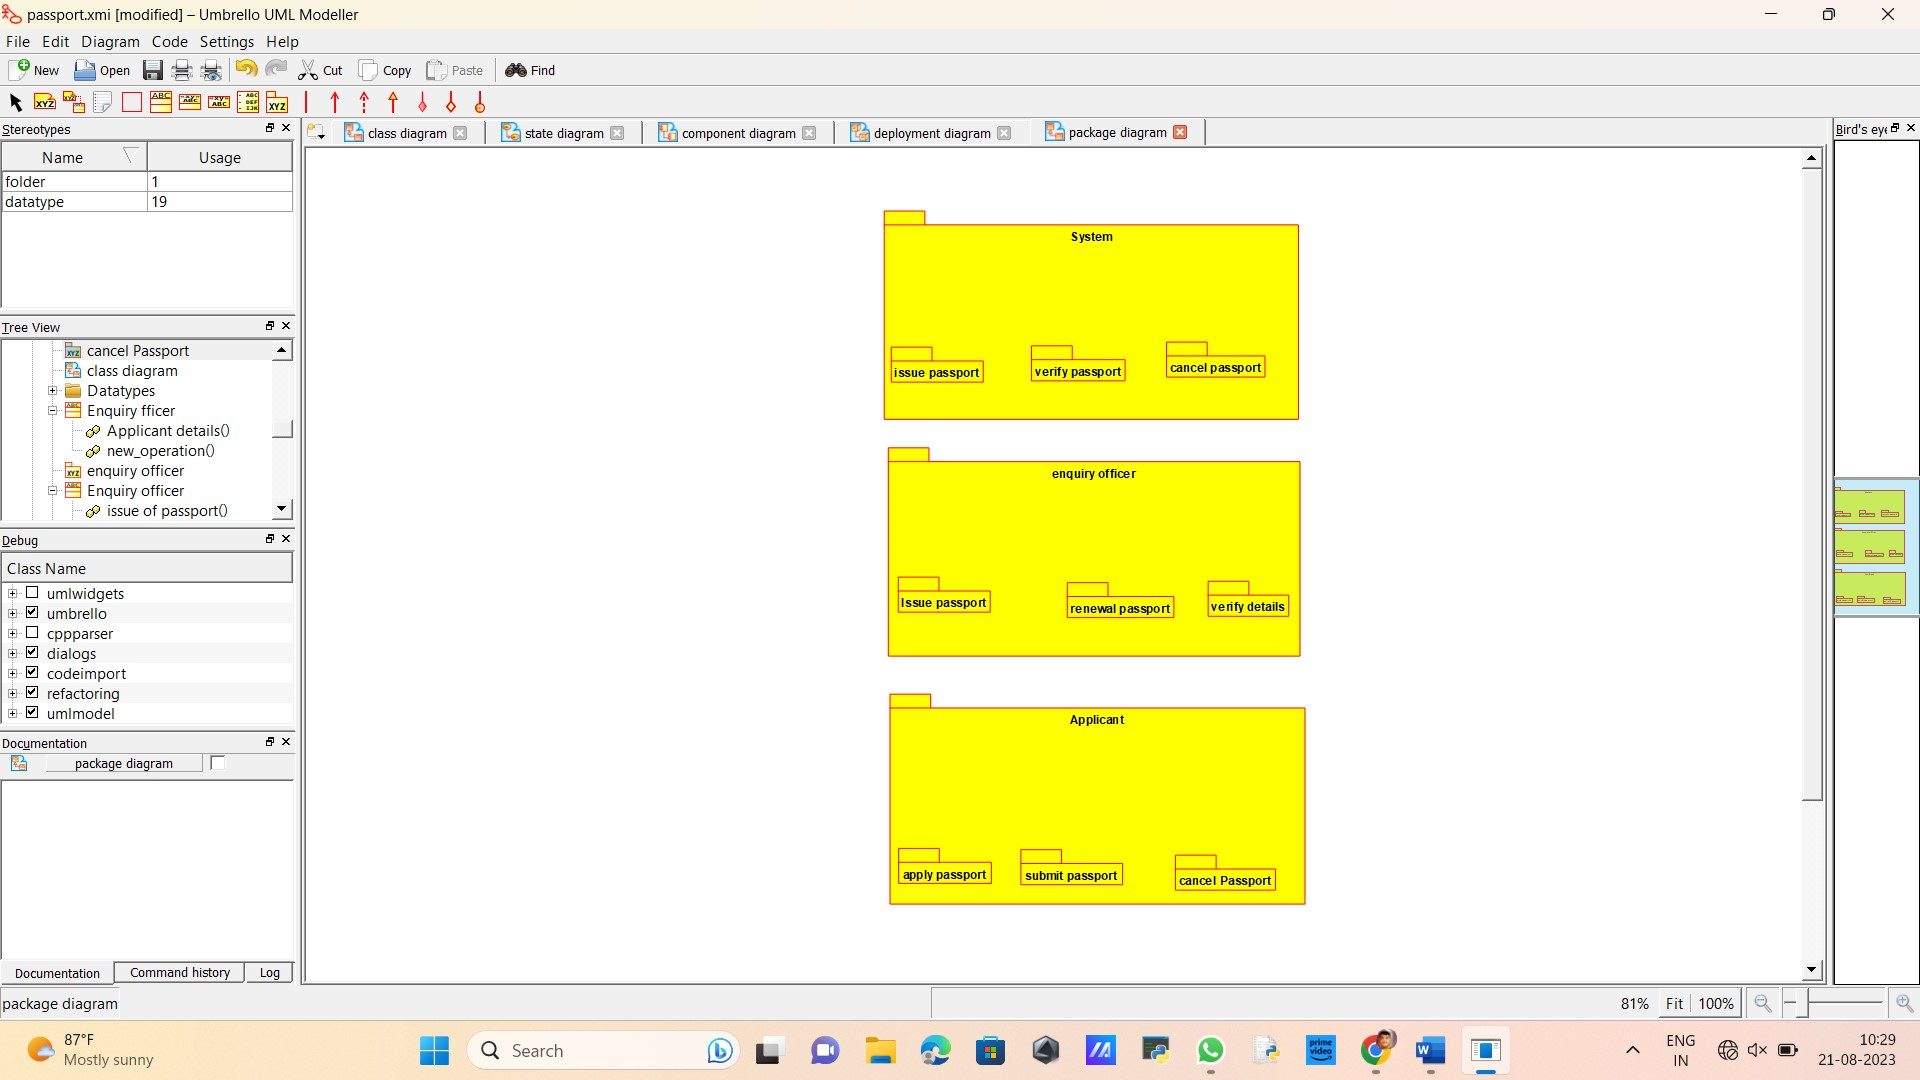 passport.xmi [modified] – Umbrello UML Modeller
File Edit Diagram Code Settings Help
New Open Cut Copy Paste Find
Stereotypes
Name Usage
folder 1
datatype 19
Tree View
cancel Passport
class diagram
Datatypes
Enquiry fficer
Applicant details()
new_operation()
enquiry officer
Enquiry officer
issue of passport()
Debug
Class Name
umlwidgets
umbrello
cppparser
dialogs
codeimport
refactoring
umlmodel
Documentation
package diagram
Documentation Command history Log
class diagram state diagram component diagram deployment diagram package diagram
System
issue passport verify passport cancel passport
enquiry officer
Issue passport renewal passport verify details
Applicant
apply passport submit passport cancel Passport
Bird's eye
package diagram
81% Fit 100%
87°F
Mostly sunny
Search
prime video
ENG
IN
10:29
21-08-2023